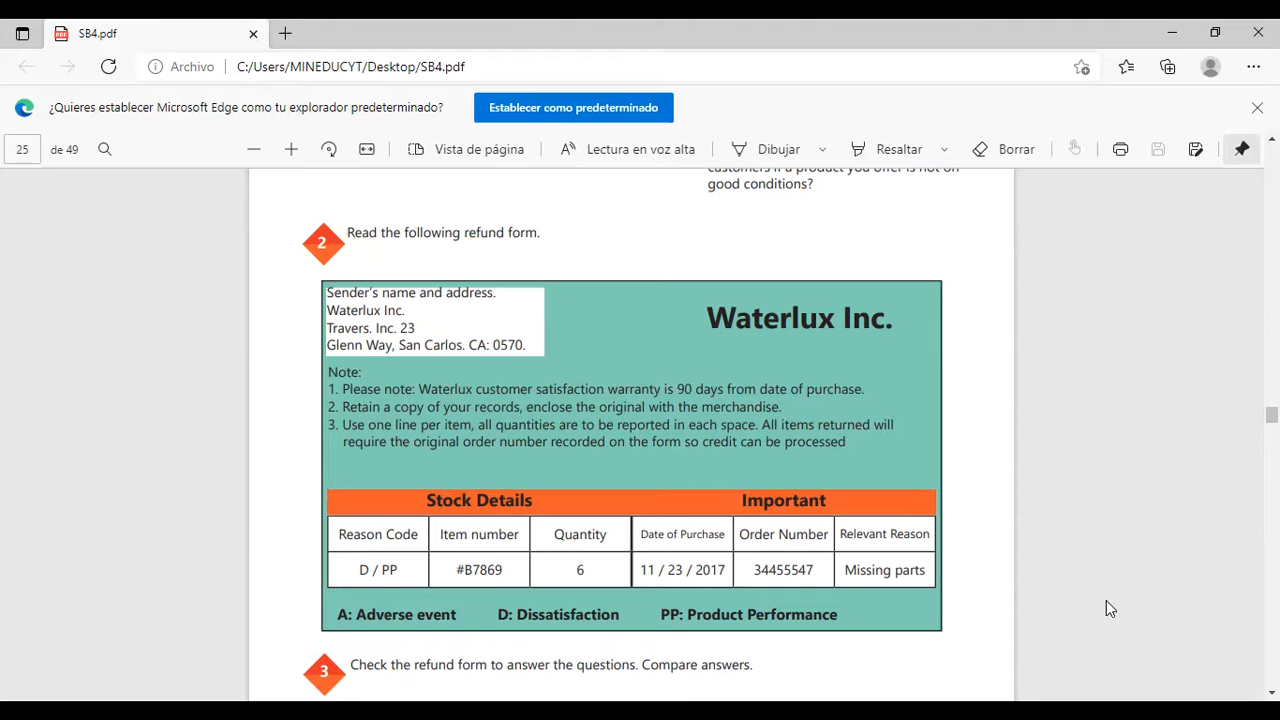 SB4.pdf
Archivo
C:/Users/MINEDUCYT/Desktop/SB4.pdf
¿Quieres establecer Microsoft Edge como tu explorador predeterminado?
Establecer como predeterminado
25
de 49
Vista de página
Lectura en voz alta
Dibujar
Resaltar
Borrar
customers if a product you offer is not on
good conditions?
2
Read the following refund form.
Sender's name and address.
Waterlux Inc.
Travers. Inc. 23
Glenn Way, San Carlos. CA: 0570.
Waterlux Inc.
Note:
1. Please note: Waterlux customer satisfaction warranty is 90 days from date of purchase.
2. Retain a copy of your records, enclose the original with the merchandise.
3. Use one line per item, all quantities are to be reported in each space. All items returned will
require the original order number recorded on the form so credit can be processed
Stock Details Important
Reason Code Item number Quantity Date of Purchase Order Number Relevant Reason
D / PP #B7869 6 11 / 23 / 2017 34455547 Missing parts
A: Adverse event D: Dissatisfaction PP: Product Performance
3
Check the refund form to answer the questions. Compare answers.